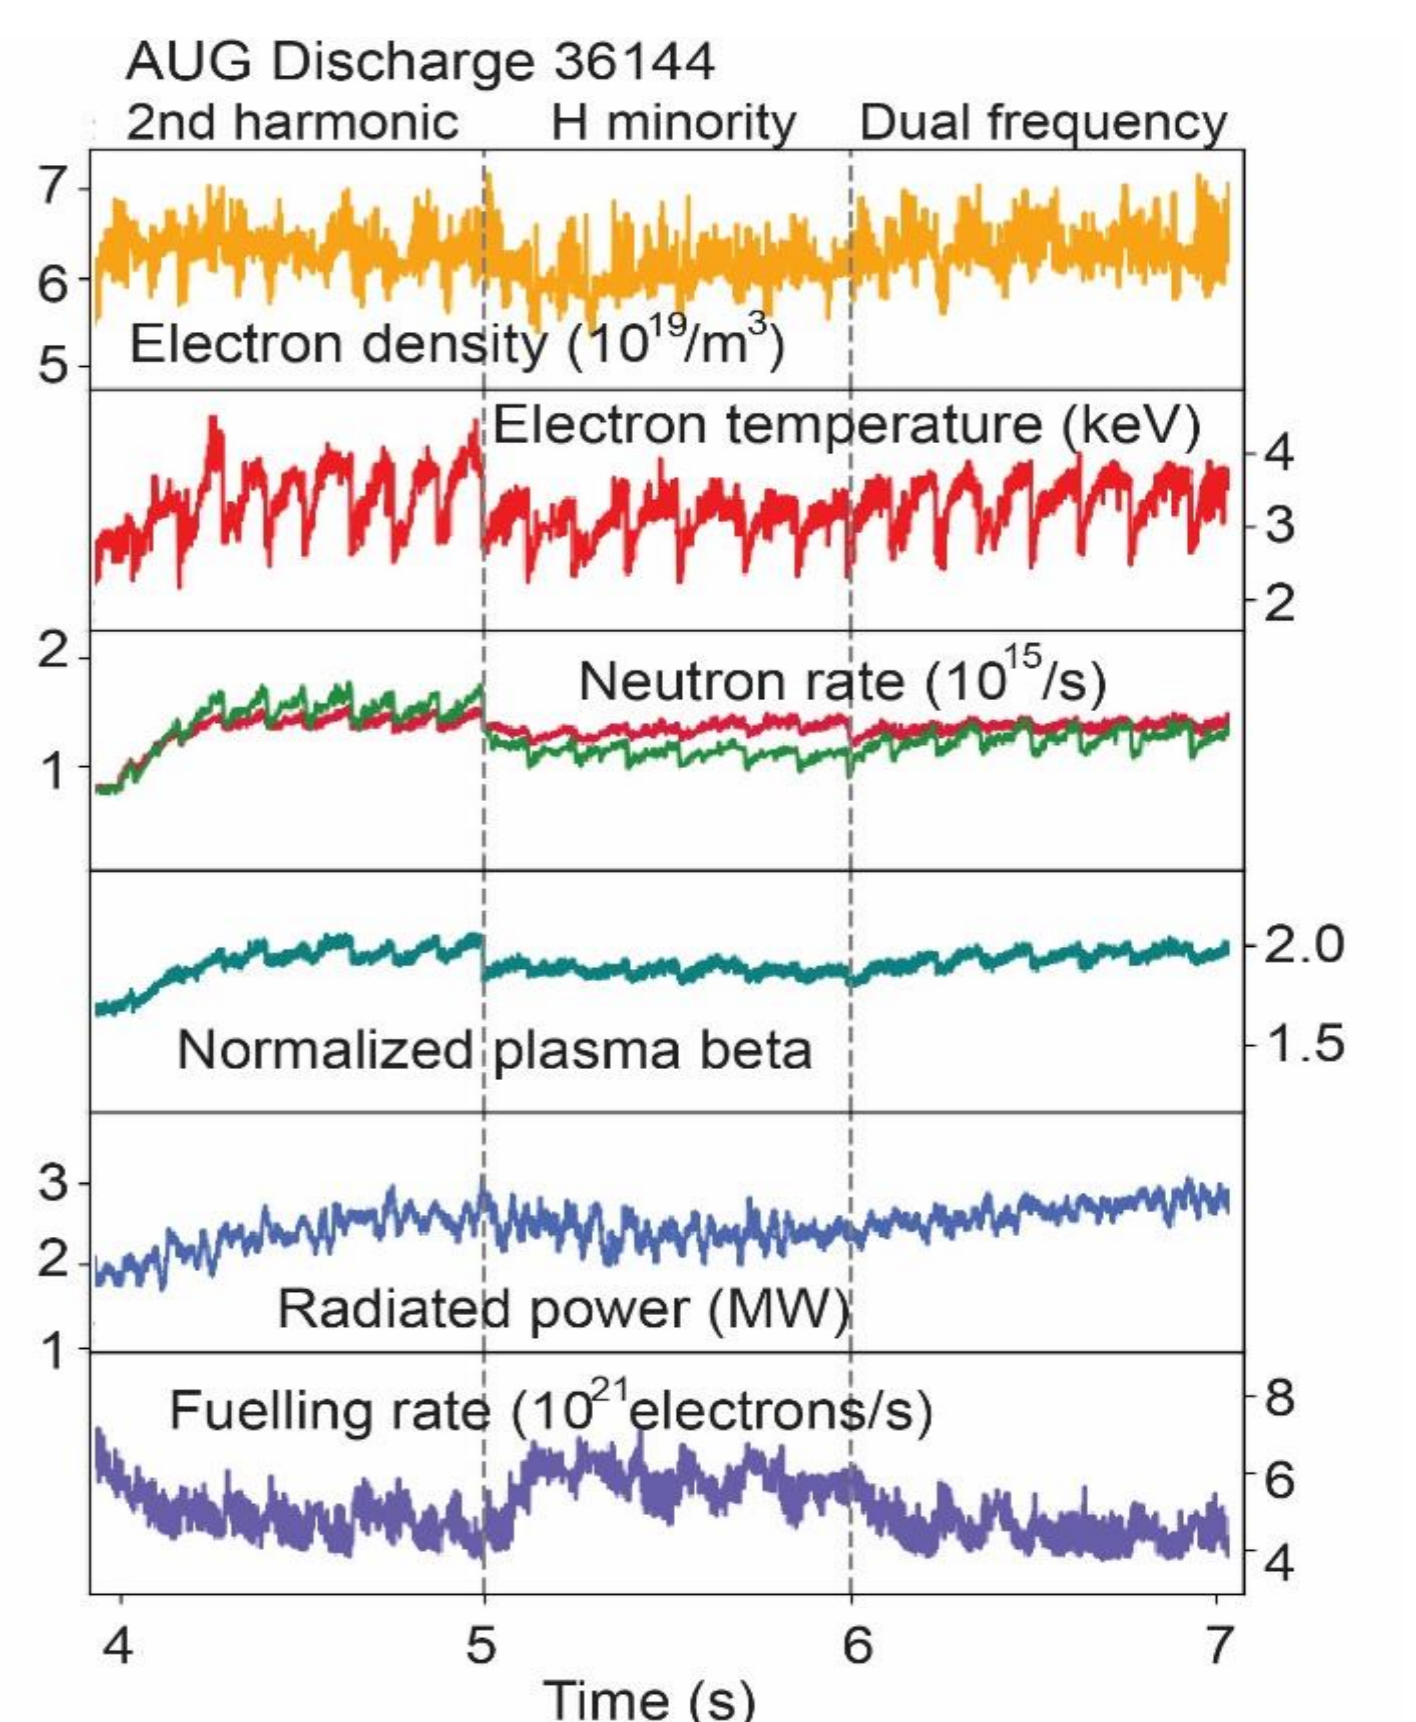 AUG Discharge 36144
2nd harmonic H minority Dual frequency
7
6
5
Electron density (10^19/m^3)
Electron temperature (keV)
4
3
2
2
1
Neutron rate (10^15/s)
2.0
1.5
Normalized plasma beta
3
2
1
Radiated power (MW)
Fuelling rate (10^21 electrons/s)
8
6
4
4 5 6 7
Time (s)